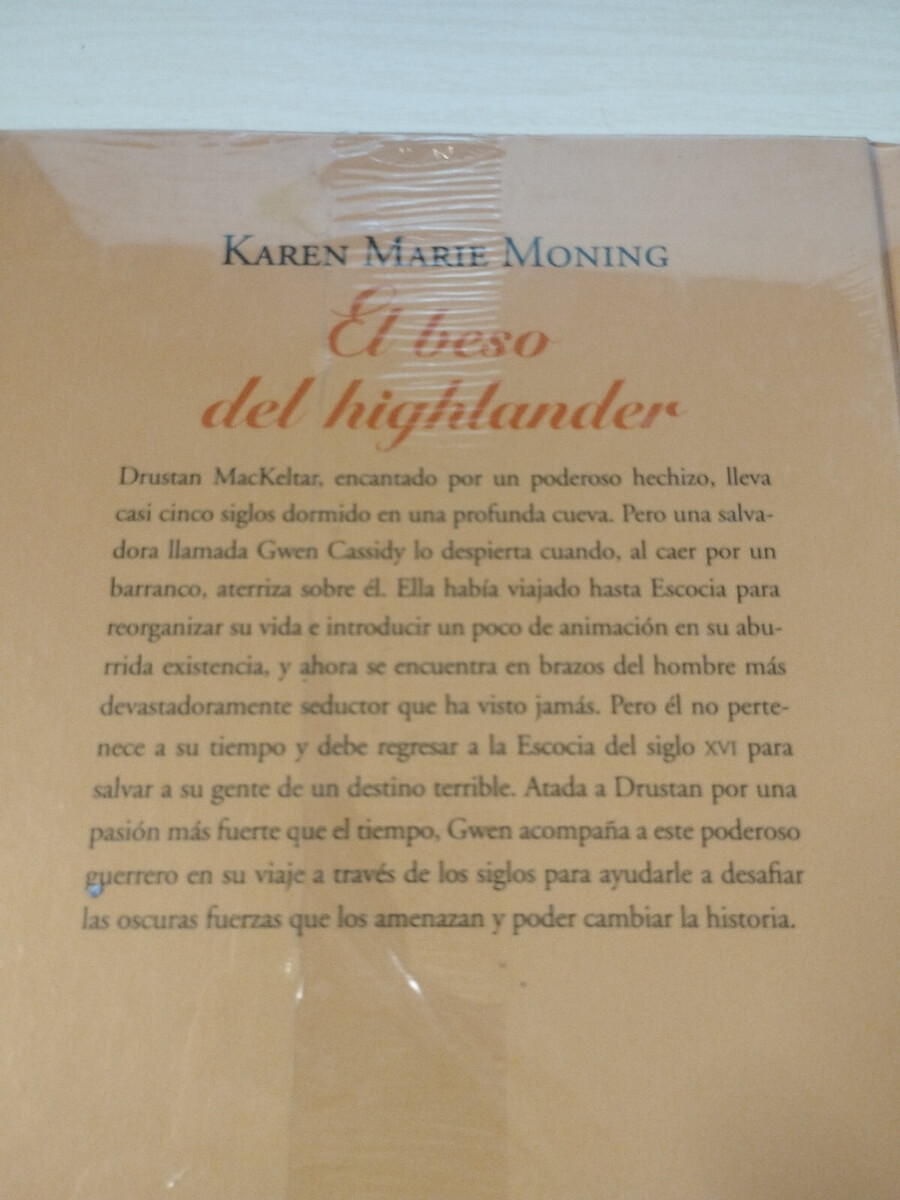 KAREN MARIE MONING
El beso
del highlander
Drustan MacKeltar, encantado por un poderoso hechizo, lleva
casi cinco siglos dormido en una profunda cueva. Pero una salva-
dora llamada Gwen Cassidy lo despierta cuando, al caer por un
barranco, aterriza sobre él. Ella había viajado hasta Escocia para
reorganizar su vida e introducir un poco de animación en su abu-
rrida existencia, y ahora se encuentra en brazos del hombre más
devastadoramente seductor que ha visto jamás. Pero él no perte-
nece a su tiempo y debe regresar a la Escocia del siglo XVI para
salvar a su gente de un destino terrible. Atada a Drustan por una
pasión más fuerte que el tiempo, Gwen acompaña a este poderoso
guerrero en su viaje a través de los siglos para ayudarle a desafiar
las oscuras fuerzas que los amenazan y poder cambiar la historia.